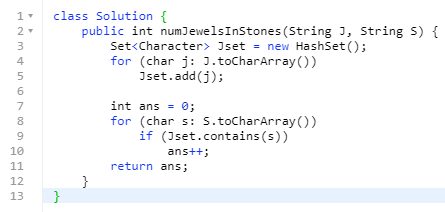 1 class Solution {
2     public int numJewelsInStones(String J, String S) {
3         Set<Character> Jset = new HashSet();
4         for (char j: J.toCharArray())
5             Jset.add(j);
6
7         int ans = 0;
8         for (char s: S.toCharArray())
9             if (Jset.contains(s))
10                 ans++;
11         return ans;
12     }
13 }